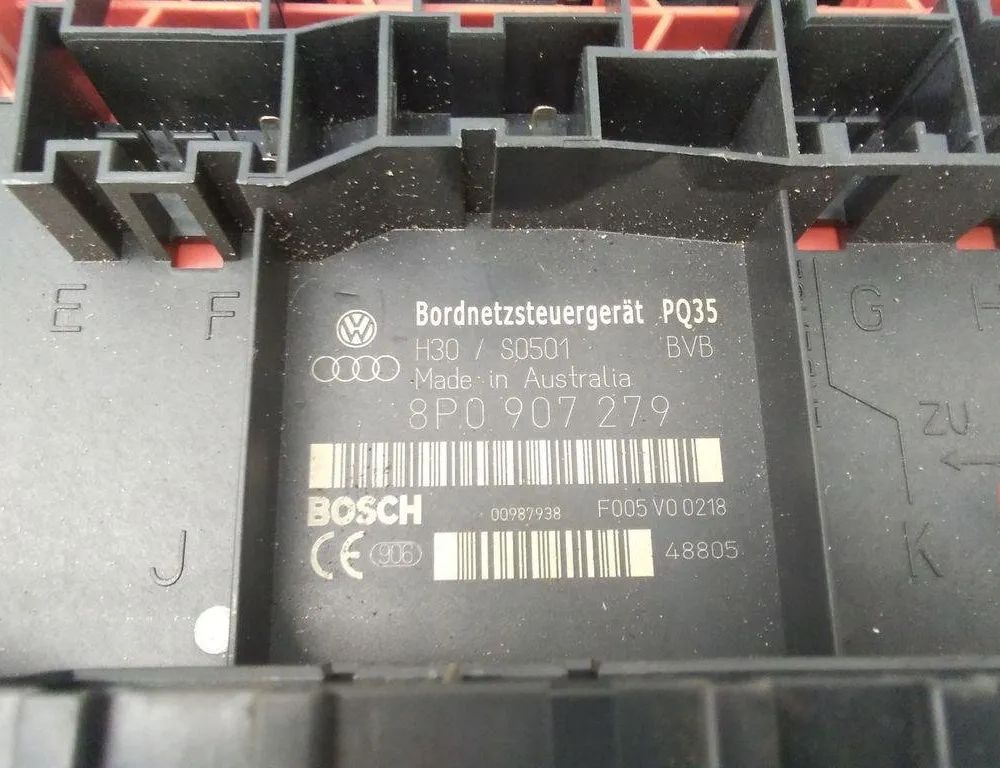 E
F
G
H
Bordnetzsteuergerät PQ35
H30 / S0501 BVB
Made in Australia
8P0 907 279
ZU
BOSCH 00987938 F005 V0 0218
CE 906 48805
J
K